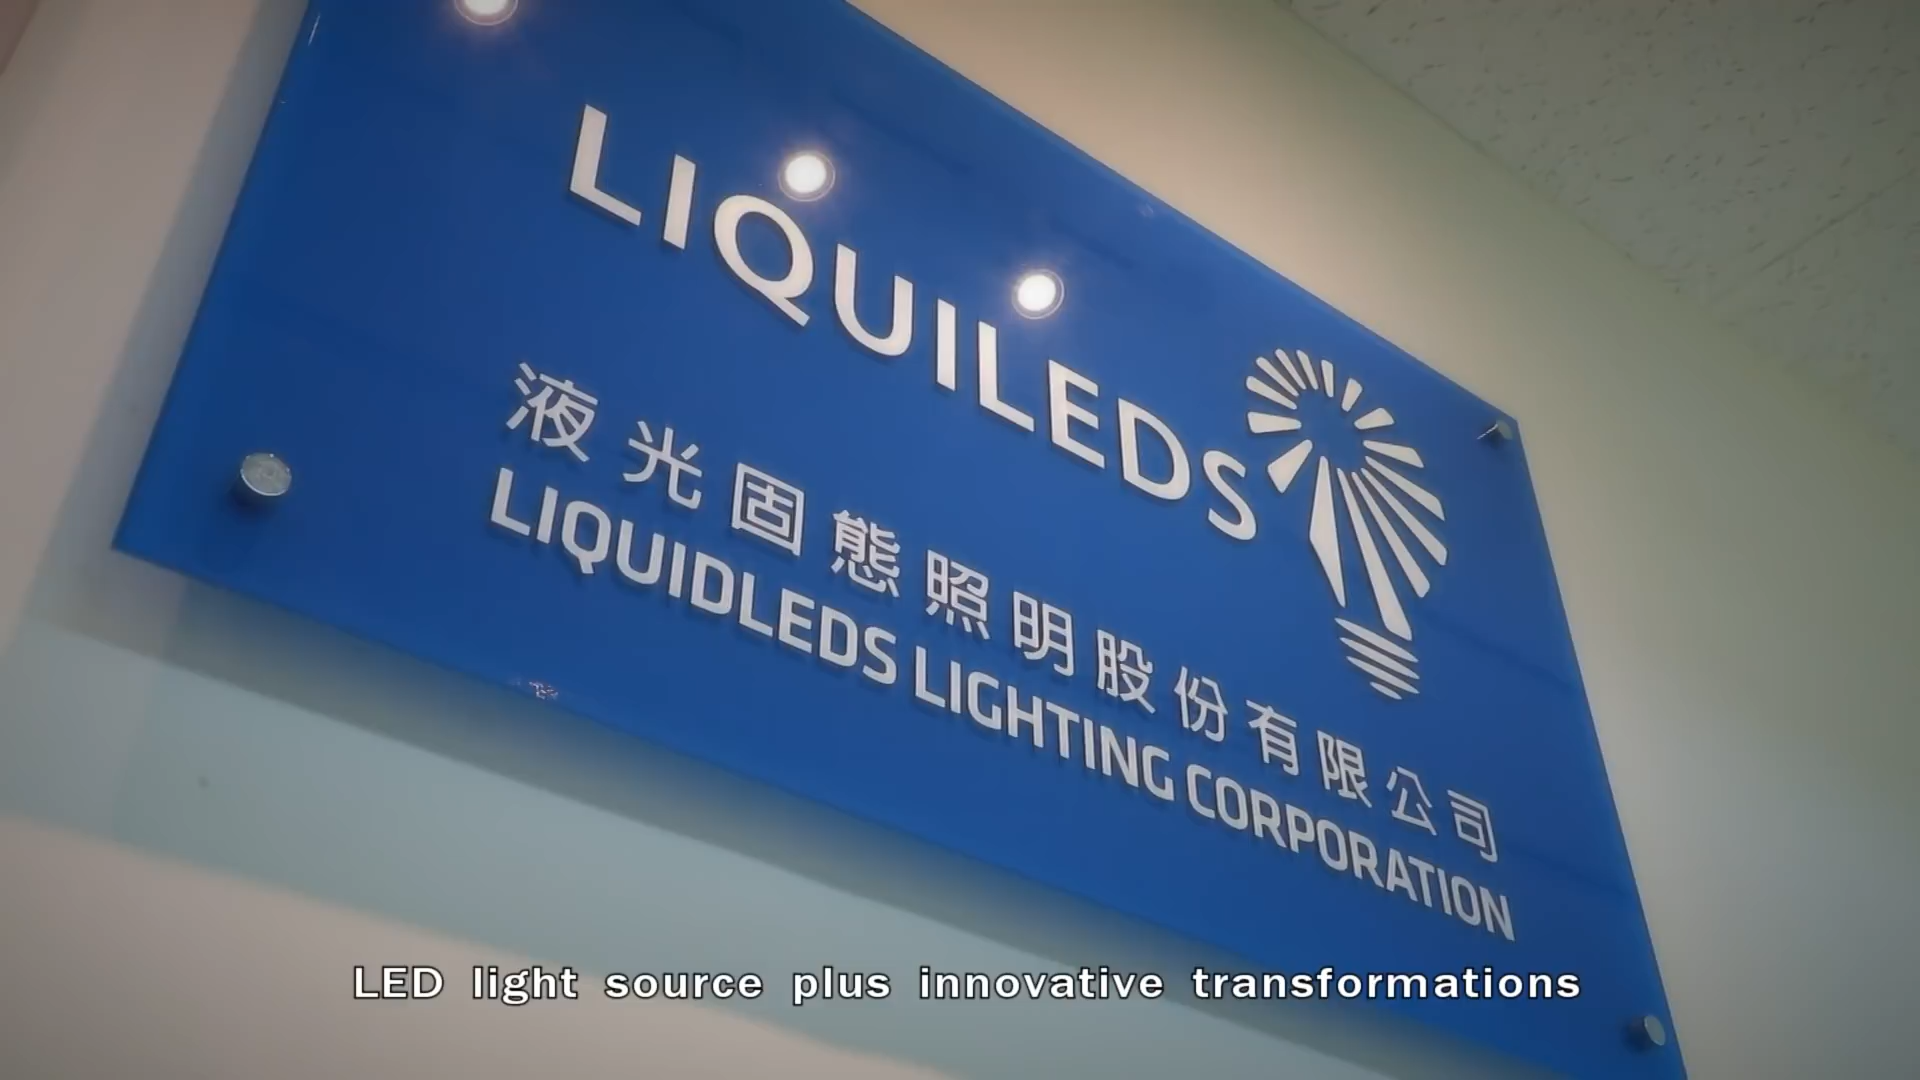 LIQUILEDS
液光固態照明股份有限公司
LIQUIDLEDS LIGHTING CORPORATION
LED light source plus innovative transformations